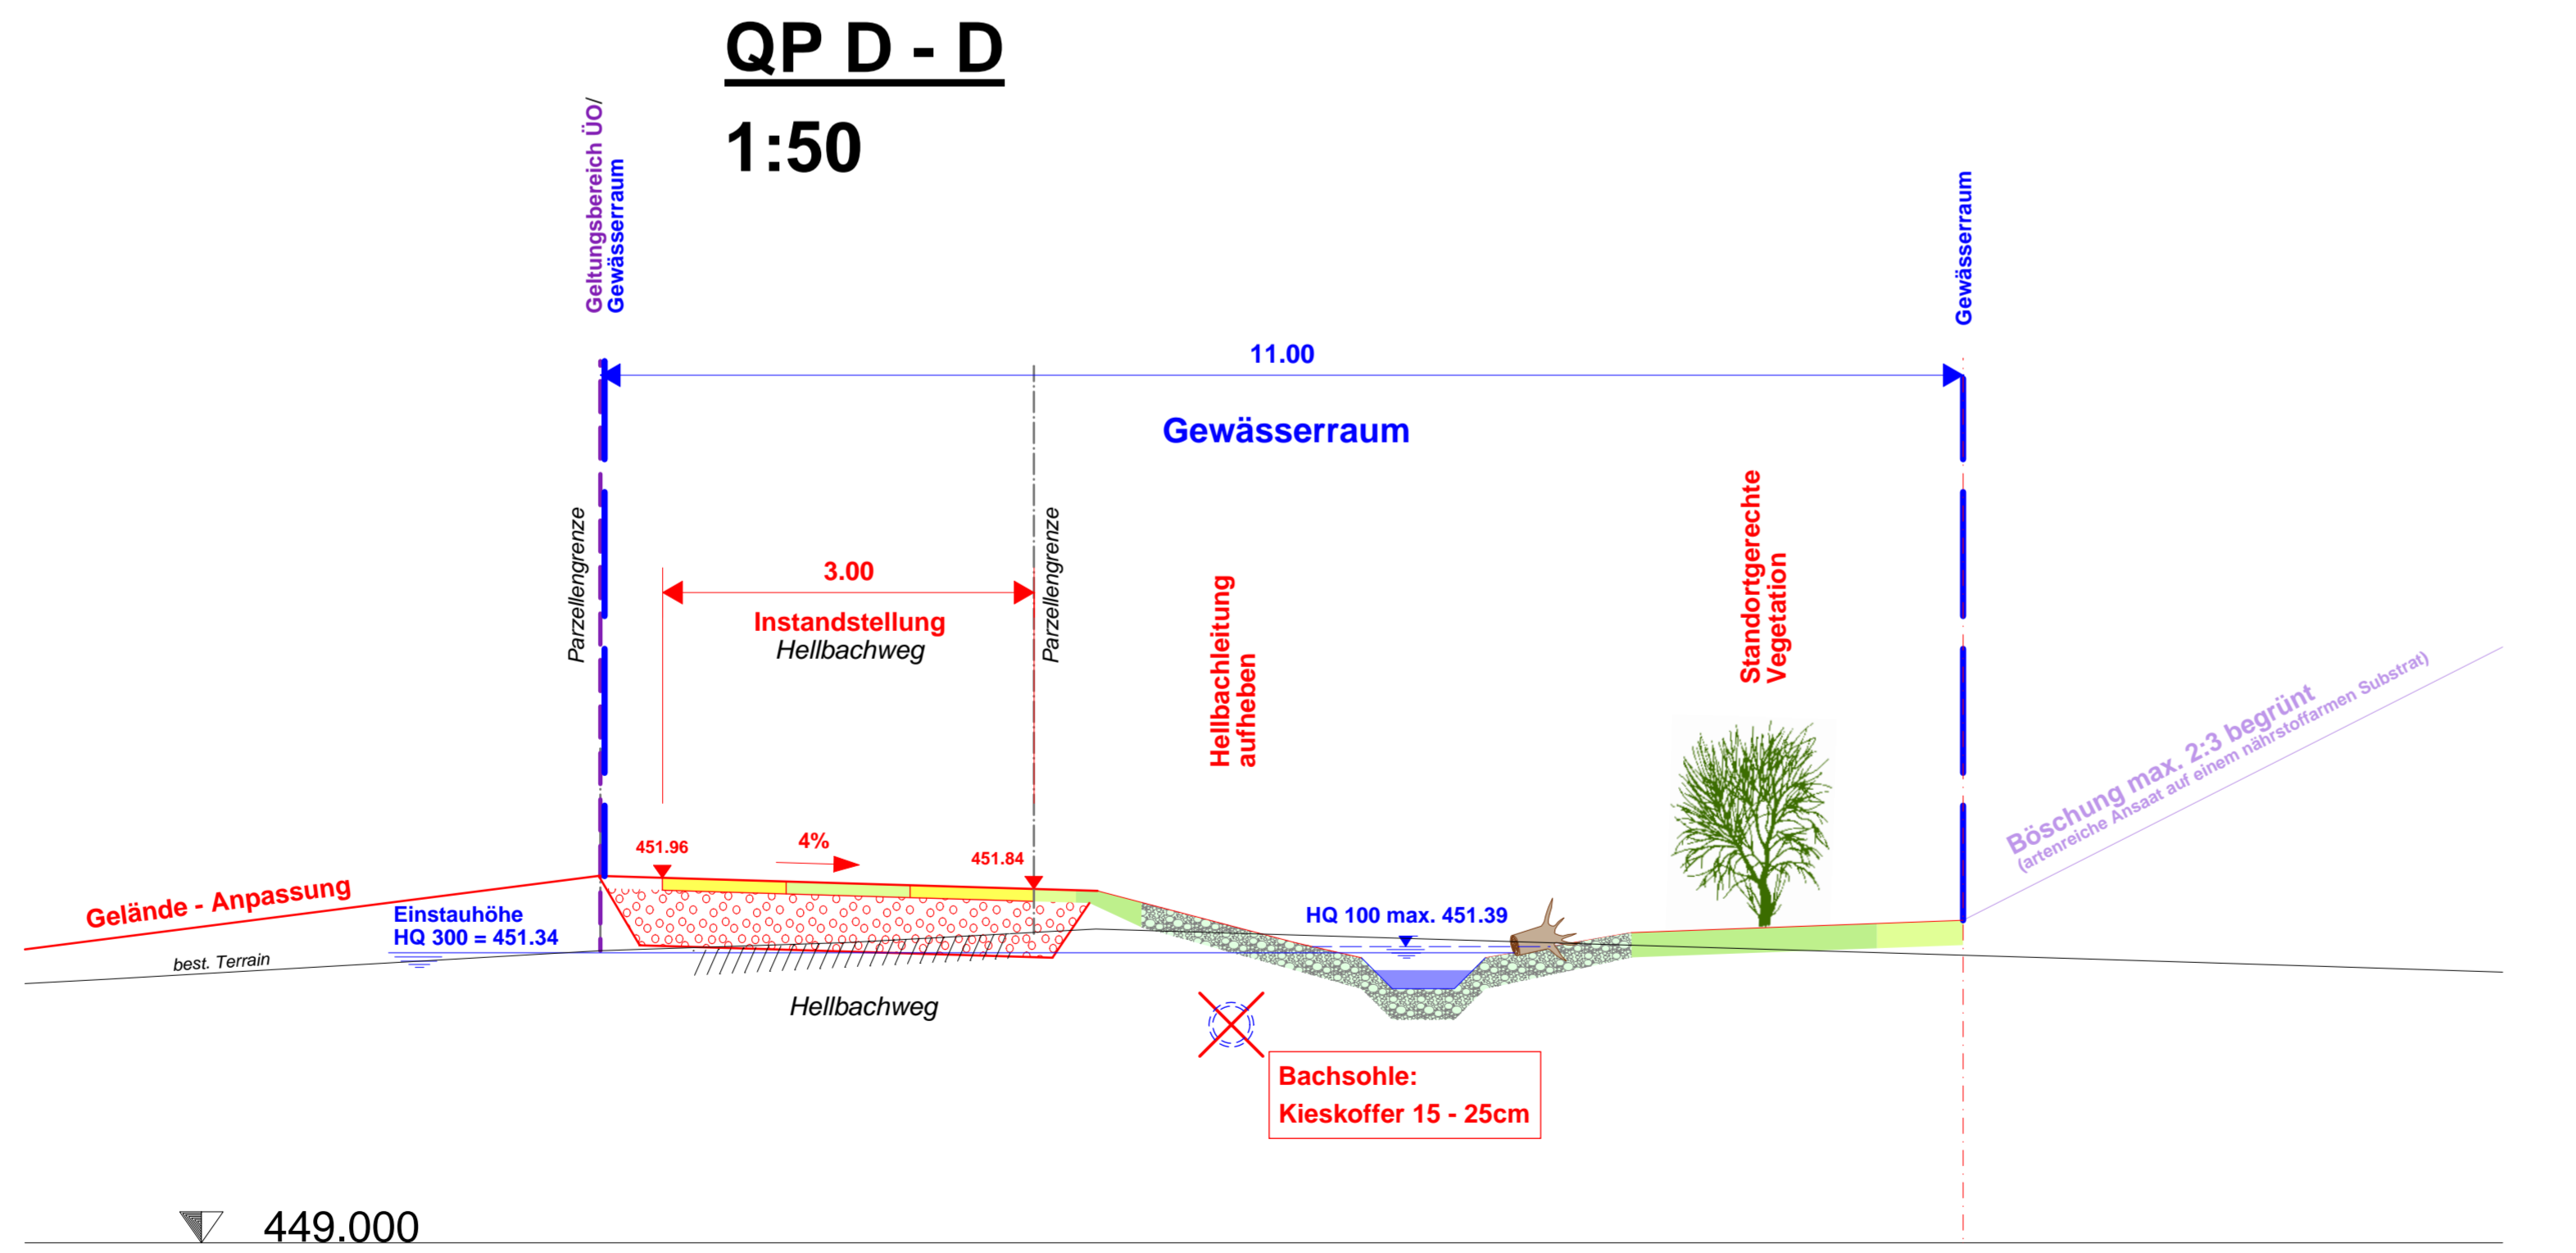 QP D - D
1:50
Geltungsbereich ÜO/
Gewässerraum
Gewässerraum
11.00
Gewässerraum
Parzellengrenze
3.00
Instandstellung
Hellbachweg
Parzellengrenze
Hellbachleitung
aufheben
Standortgerechte
Vegetation
Böschung max. 2:3 begrünt
(artenreiche Ansaat auf einem nährstoffarmen Substrat)
451.96
4%
451.84
Gelände - Anpassung
Einstauhöhe
HQ 300 = 451.34
HQ 100 max. 451.39
best. Terrain
Hellbachweg
Bachsohle:
Kieskoffer 15 - 25cm
449.000